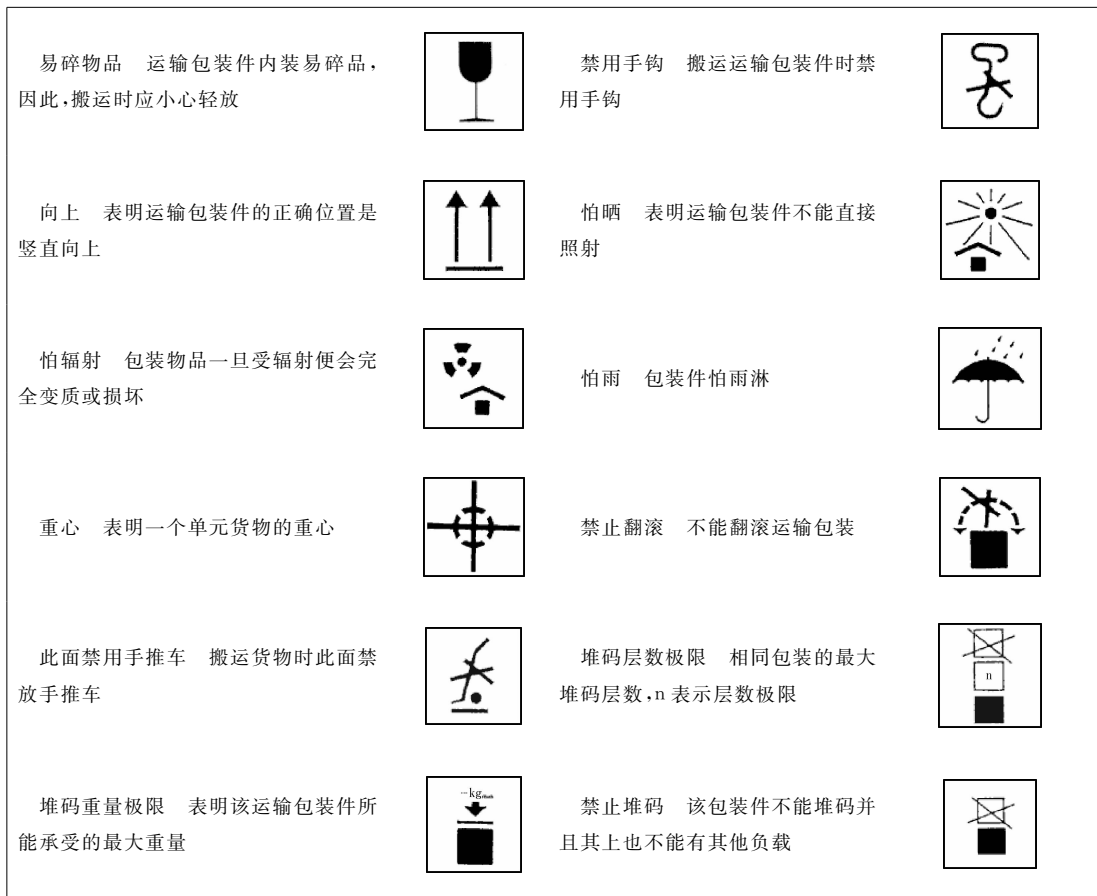 易碎物品　运输包装件内装易碎品，
因此，搬运时应小心轻放
禁用手钩　搬运运输包装件时禁
用手钩
向上　表明运输包装件的正确位置是
竖直向上
怕晒　表明运输包装件不能直接
照射
怕辐射　包装物品一旦受辐射便会完
全变质或损坏
怕雨　包装件怕雨淋
重心　表明一个单元货物的重心
禁止翻滚　不能翻滚运输包装
此面禁用手推车　搬运货物时此面禁
放手推车
堆码层数极限　相同包装的最大
堆码层数，n 表示层数极限
n
堆码重量极限　表明该运输包装件所
能承受的最大重量
kg
禁止堆码　该包装件不能堆码并
且其上也不能有其他负载